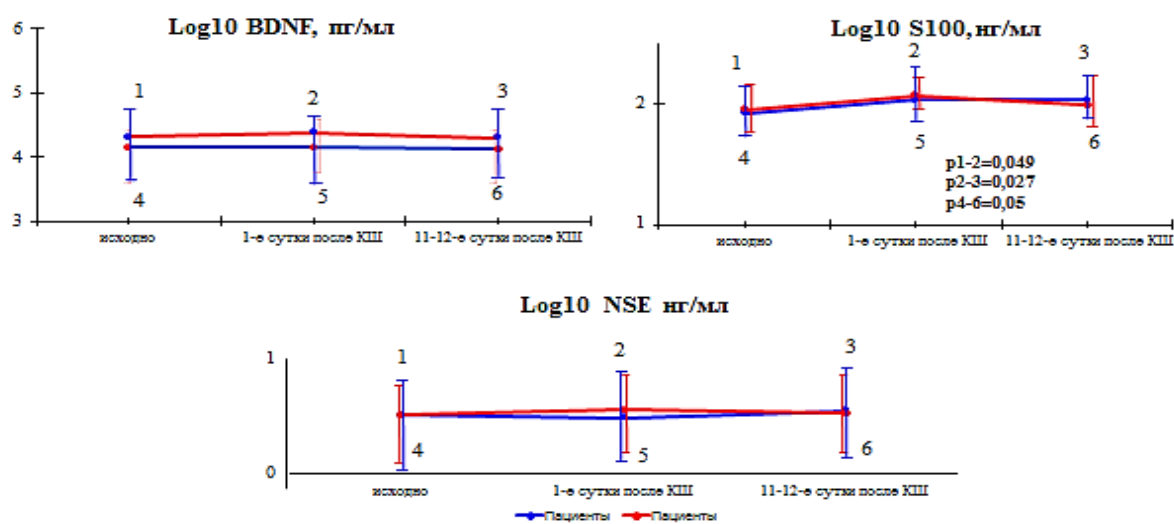 Log10 BDNF, пг/мл
6
5
4
3
1
2
3
4
5
6
исходно
1-е сутки после КШ
11-12-е сутки после КШ
Log10 S100, нг/мл
2
1
1
2
3
4
5
6
p1-2=0,049
p2-3=0,027
p4-6=0,05
исходно
1-е сутки после КШ
11-12-е сутки после КШ
Log10 NSE нг/мл
1
0
1
2
3
4
5
6
исходно
1-е сутки после КШ
11-12-е сутки после КШ
Пациенты
Пациенты